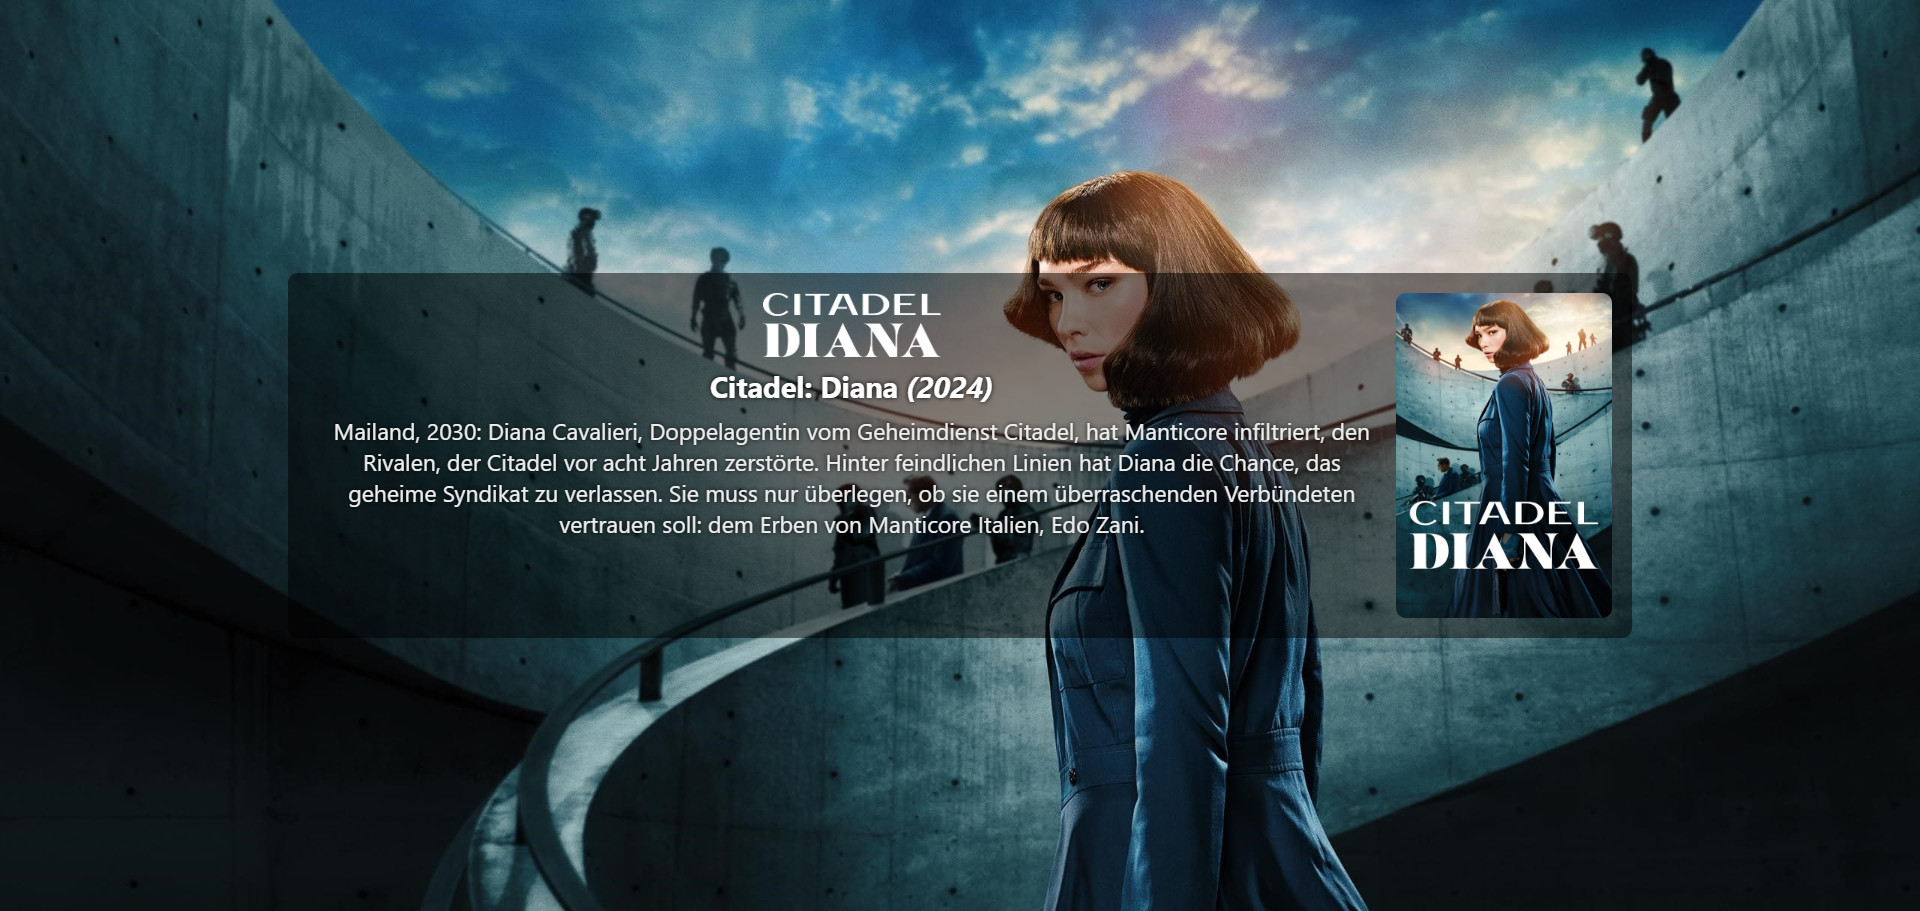 CITADEL
DIANA
Citadel: Diana (2024)
Mailand, 2030: Diana Cavalieri, Doppelagentin vom Geheimdienst Citadel, hat Manticore infiltriert, den
Rivalen, der Citadel vor acht Jahren zerstörte. Hinter feindlichen Linien hat Diana die Chance, das
geheime Syndikat zu verlassen. Sie muss nur überlegen, ob sie einem überraschenden Verbündeten
vertrauen soll: dem Erben von Manticore Italien, Edo Zani.
CITADEL
DIANA